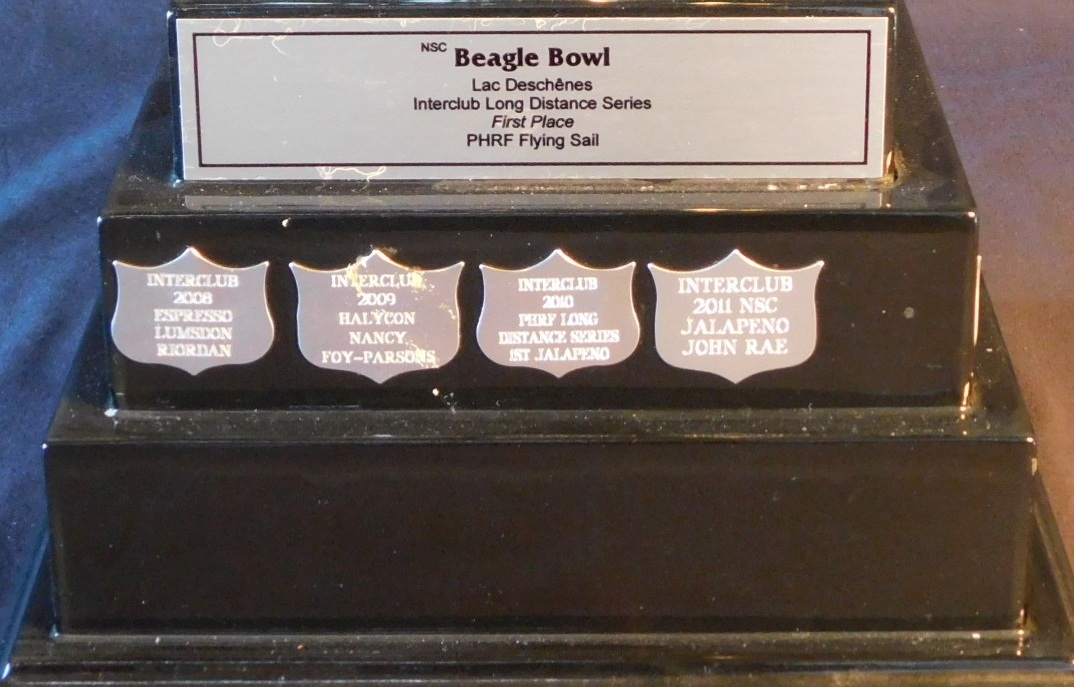 NSC Beagle Bowl
Lac Deschênes
Interclub Long Distance Series
First Place
PHRF Flying Sail
INTERCLUB
2008
ESPRESSO
LUMSDON
RIORDAN
INTERCLUB
2009
HALYCON
NANCY
FOY-PARSONS
INTERCLUB
2010
PHRF LONG
DISTANCE SERIES
1ST JALAPENO
INTERCLUB
2011 NSC
JALAPENO
JOHN RAE